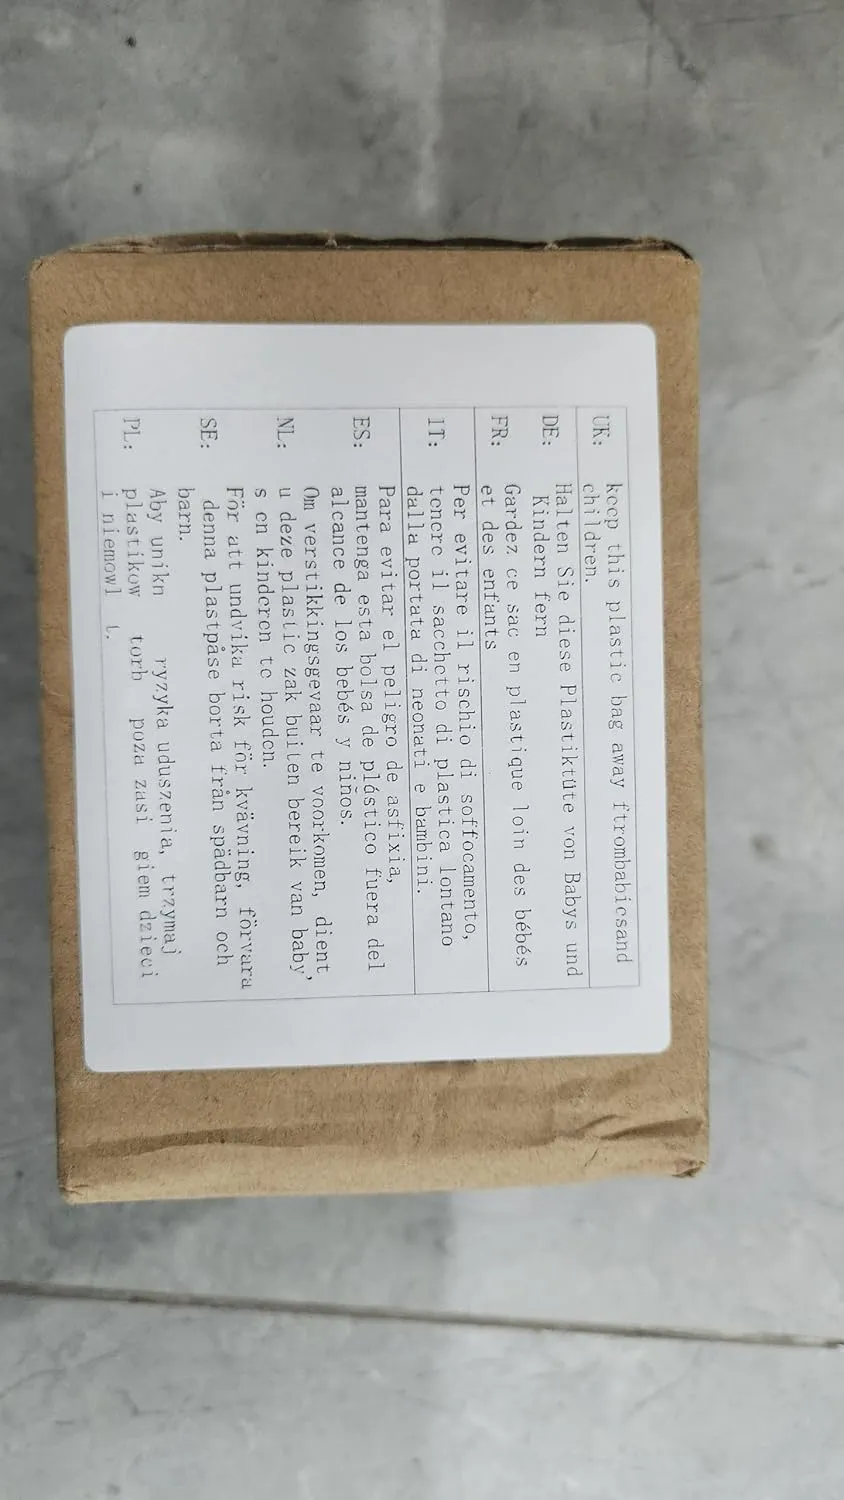 UK: keep this plastic bag away ftrombabiesand
children.
DE: Halten Sie diese Plastiktüte von Babys und
Kindern fern
FR: Gardez ce sac en plastique loin des bébés
et des enfants
IT: Per evitare il rischio di soffocamento,
tenere il sacchetto di plastica lontano
dalla portata di neonati e bambini.
ES: Para evitar el peligro de asfixia,
mantenga esta bolsa de plástico fuera del
alcance de los bebés y niños.
NL: Om verstikkingsgevaar te voorkomen, dient
u deze plastic zak buiten bereik van baby'
s en kinderen te houden.
SE: För att undvika risk för kvävning, förvara
denna plastpåse borta från spädbarn och
barn.
PL: Aby unikn ryzyka uduszenia, trzymaj
plastikow torb poza zasi giem dzieci
i niemowl t.